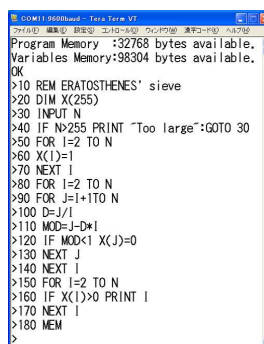 COM11:9600baud - Tera Term VT
ファイル(F) 編集(E) 設定(S) コントロール(O) ウィンドウ(W) 漢字コード(K) ヘルプ(H)
Program Memory :32768 bytes available.
Variables Memory:98304 bytes available.
OK
>10 REM ERATOSTHENES' sieve
>20 DIM X(255)
>30 INPUT N
>40 IF N>255 PRINT "Too large":GOTO 30
>50 FOR I=2 TO N
>60 X(I)=1
>70 NEXT I
>80 FOR I=2 TO N
>90 FOR J=I+1TO N
>100 D=J/I
>110 MOD=J-D*I
>120 IF MOD<1 X(J)=0
>130 NEXT J
>140 NEXT I
>150 FOR I=2 TO N
>160 IF X(I)>0 PRINT I
>170 NEXT I
>180 MEM
>